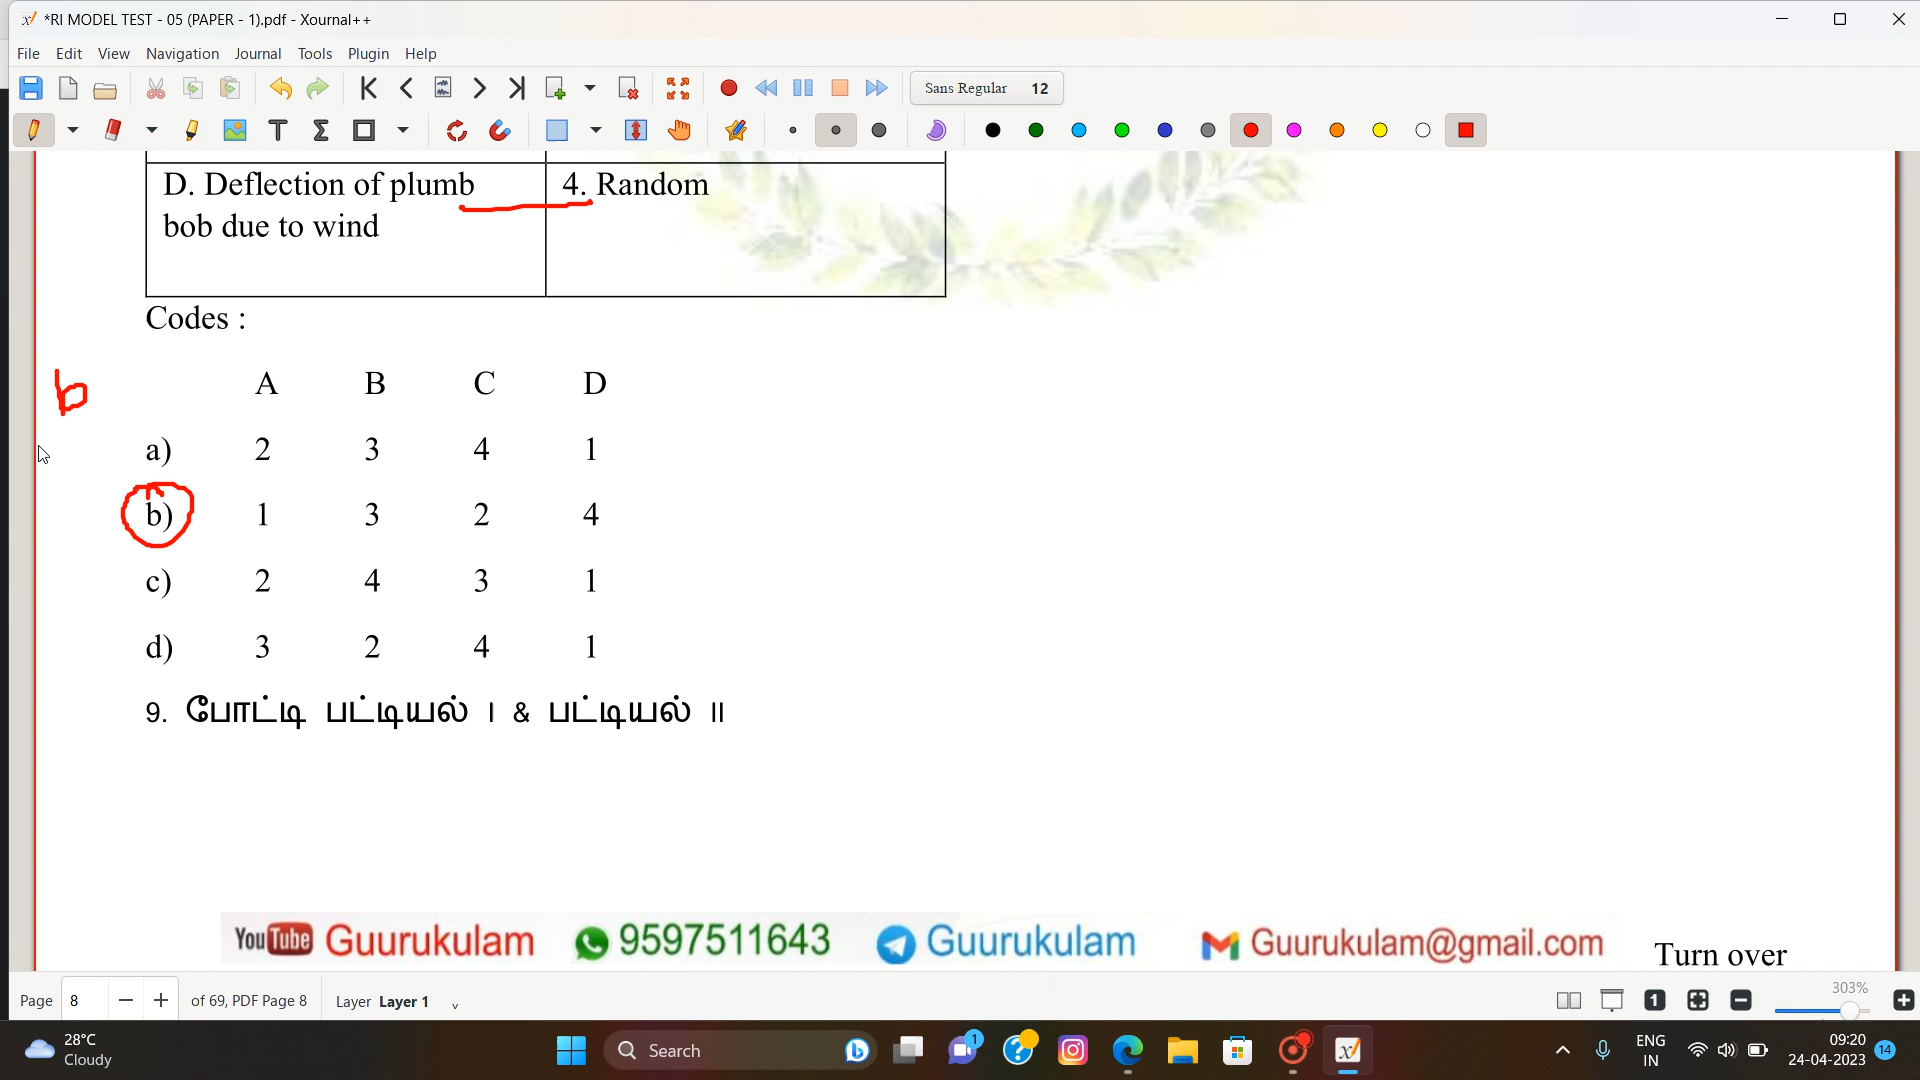 *RI MODEL TEST - 05 (PAPER - 1).pdf - Xournal++
File Edit View Navigation Journal Tools Plugin Help
Sans Regular 12
D. Deflection of plumb 4. Random
bob due to wind
Codes :
b
A B C D
a) 2 3 4 1
b) 1 3 2 4
c) 2 4 3 1
d) 3 2 4 1
9. போட்டி பட்டியல் I & பட்டியல் II
YouTube Guurukulam 9597511643 Guurukulam Guurukulam@gmail.com
Turn over
Page 8 of 69, PDF Page 8 Layer Layer 1 303%
28°C
Cloudy
Search
1
ENG
IN
09:20
24-04-2023
14